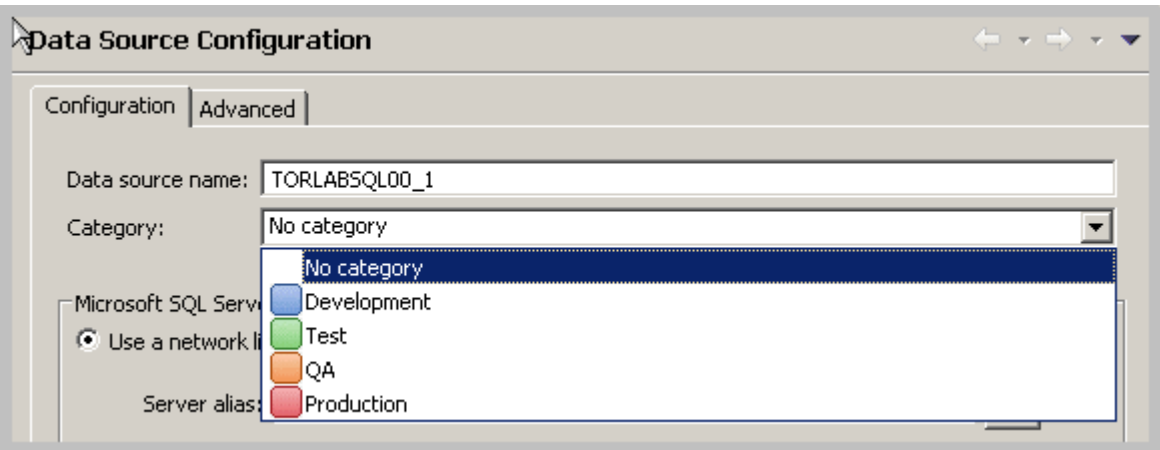 Data Source Configuration
Configuration Advanced
Data source name: TORLABSQL00_1
Category: No category
No category
Development
Microsoft SQL Serv
Test
Use a network li
QA
Server alias: Production